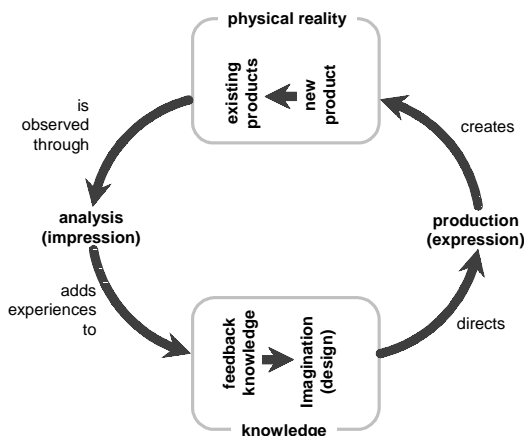 physical reality
existing
products
new
product
is
observed
through
creates
analysis
(impression)
production
(expression)
adds
experiences
to
directs
feedback
knowledge
Imagination
(design)
knowledge